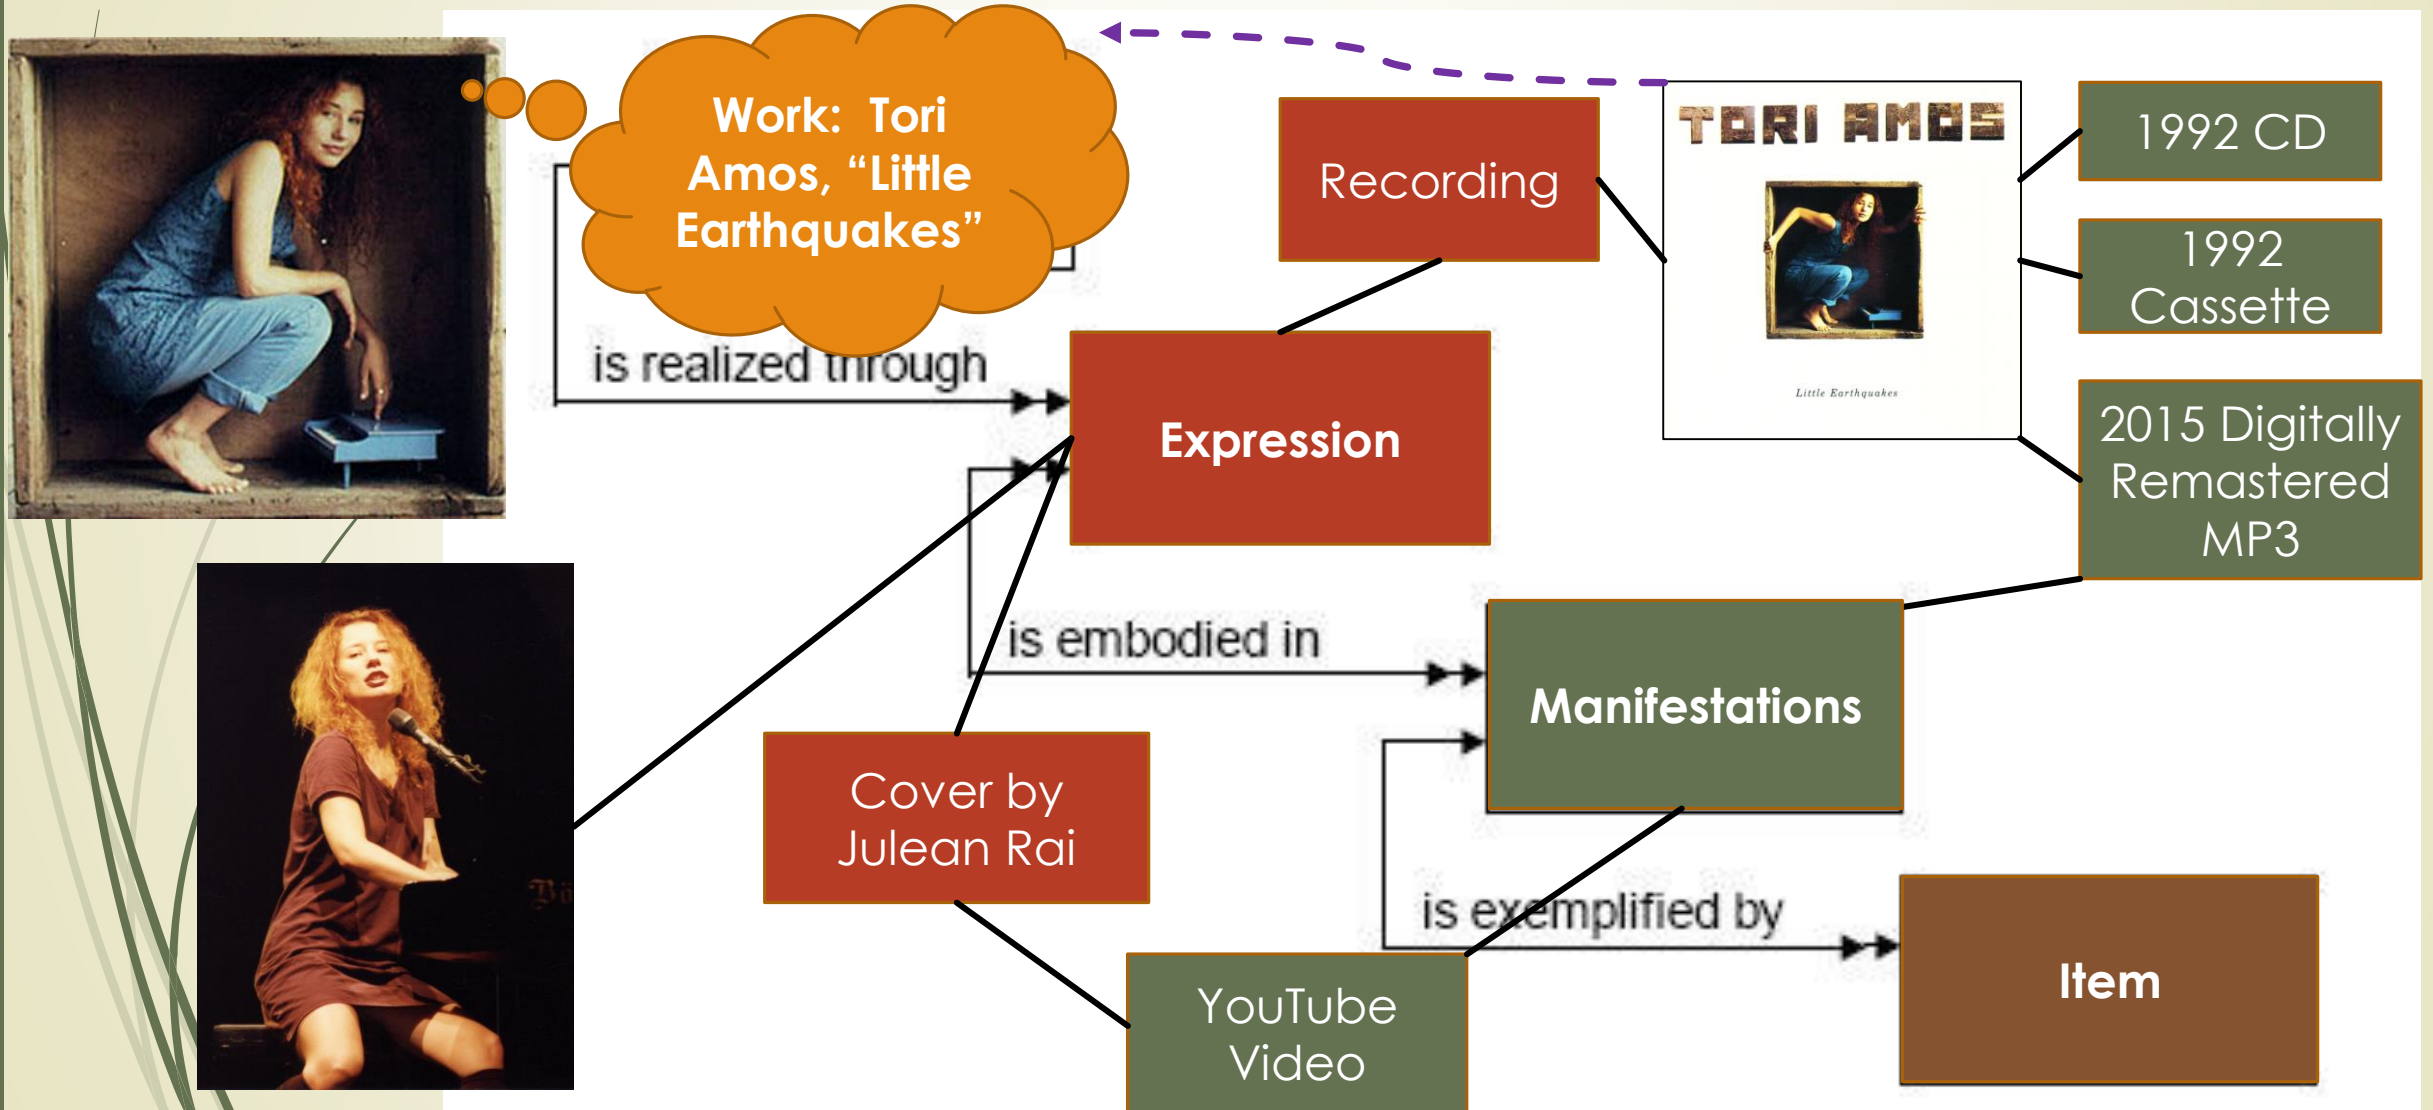 Work:  Tori
Amos, “Little
Earthquakes”
Recording
TORI AMOS
Little Earthquakes
1992 CD
1992
Cassette
2015 Digitally
Remastered
MP3
is realized through
Expression
is embodied in
Manifestations
Cover by
Julean Rai
is exemplified by
YouTube
Video
Item